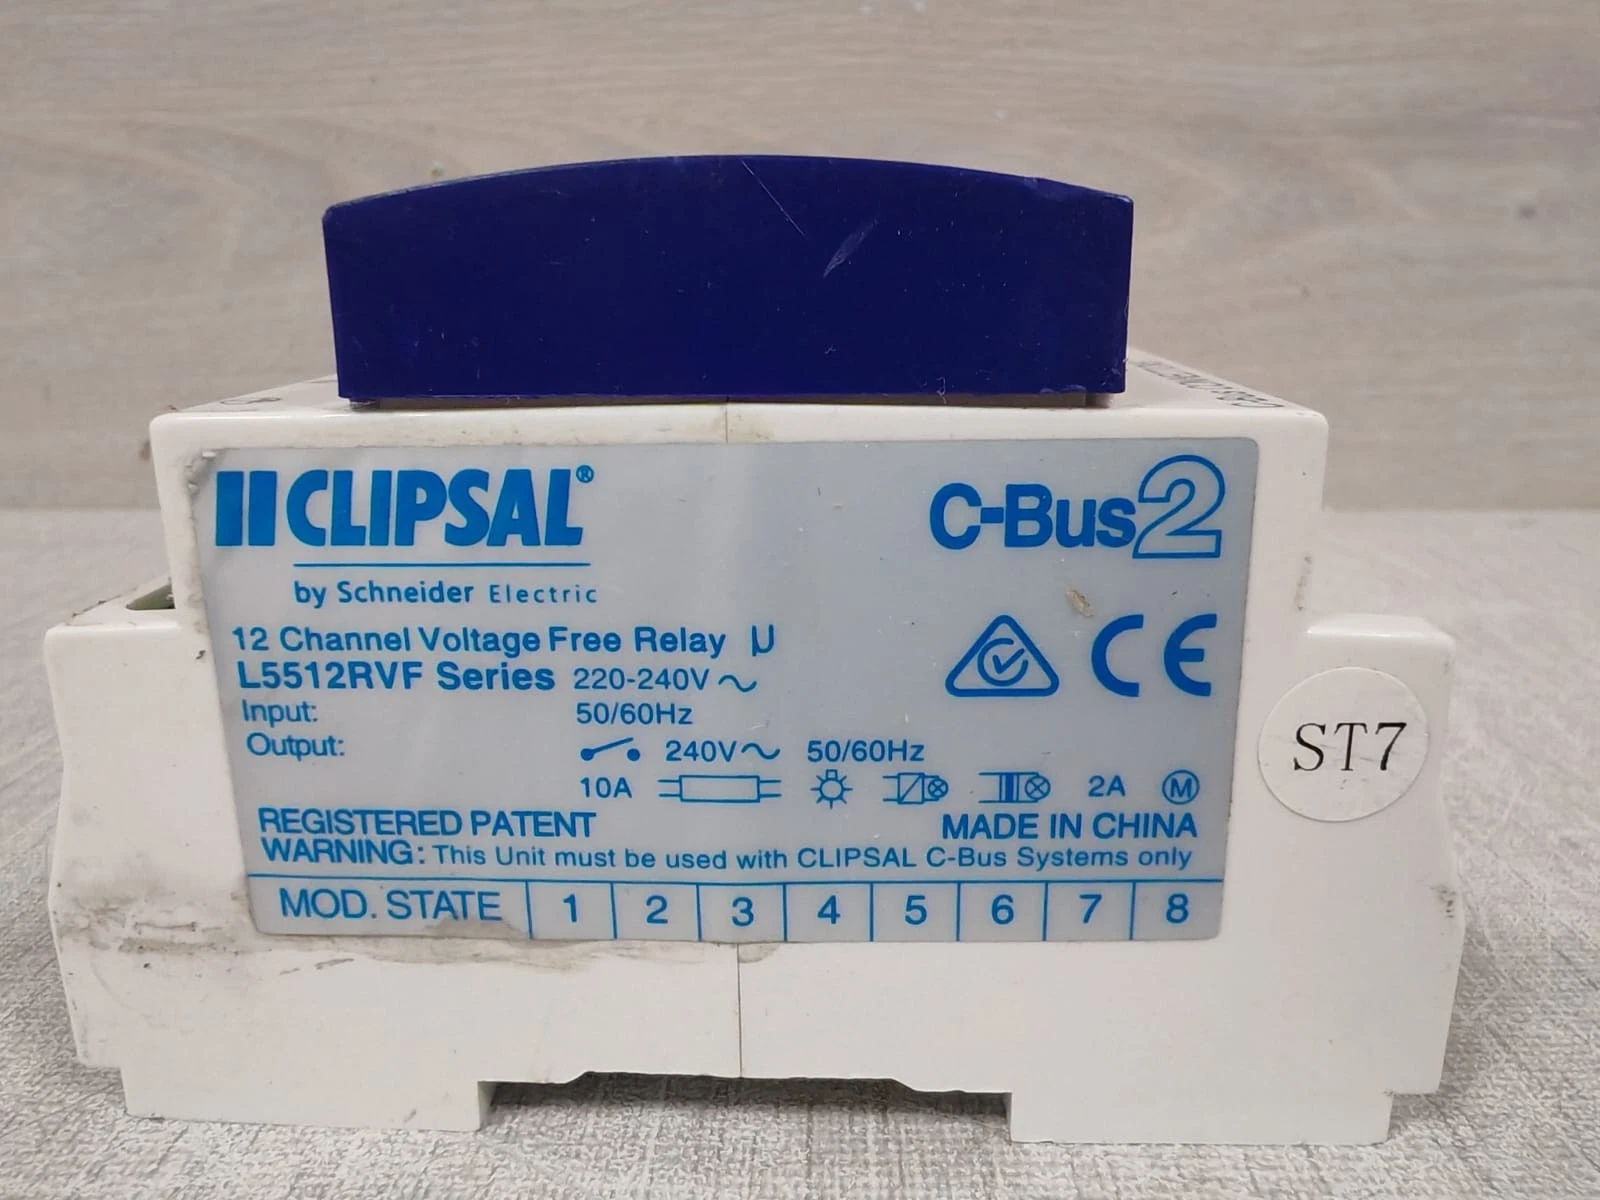 CLIPSAL®
C-Bus2
by Schneider Electric
12 Channel Voltage Free Relay µ
L5512RVF Series 220-240V~
Input: 50/60Hz
Output: 240V~ 50/60Hz
10A 2A M
CE
REGISTERED PATENT MADE IN CHINA
WARNING: This Unit must be used with CLIPSAL C-Bus Systems only
MOD. STATE 1 2 3 4 5 6 7 8
ST7